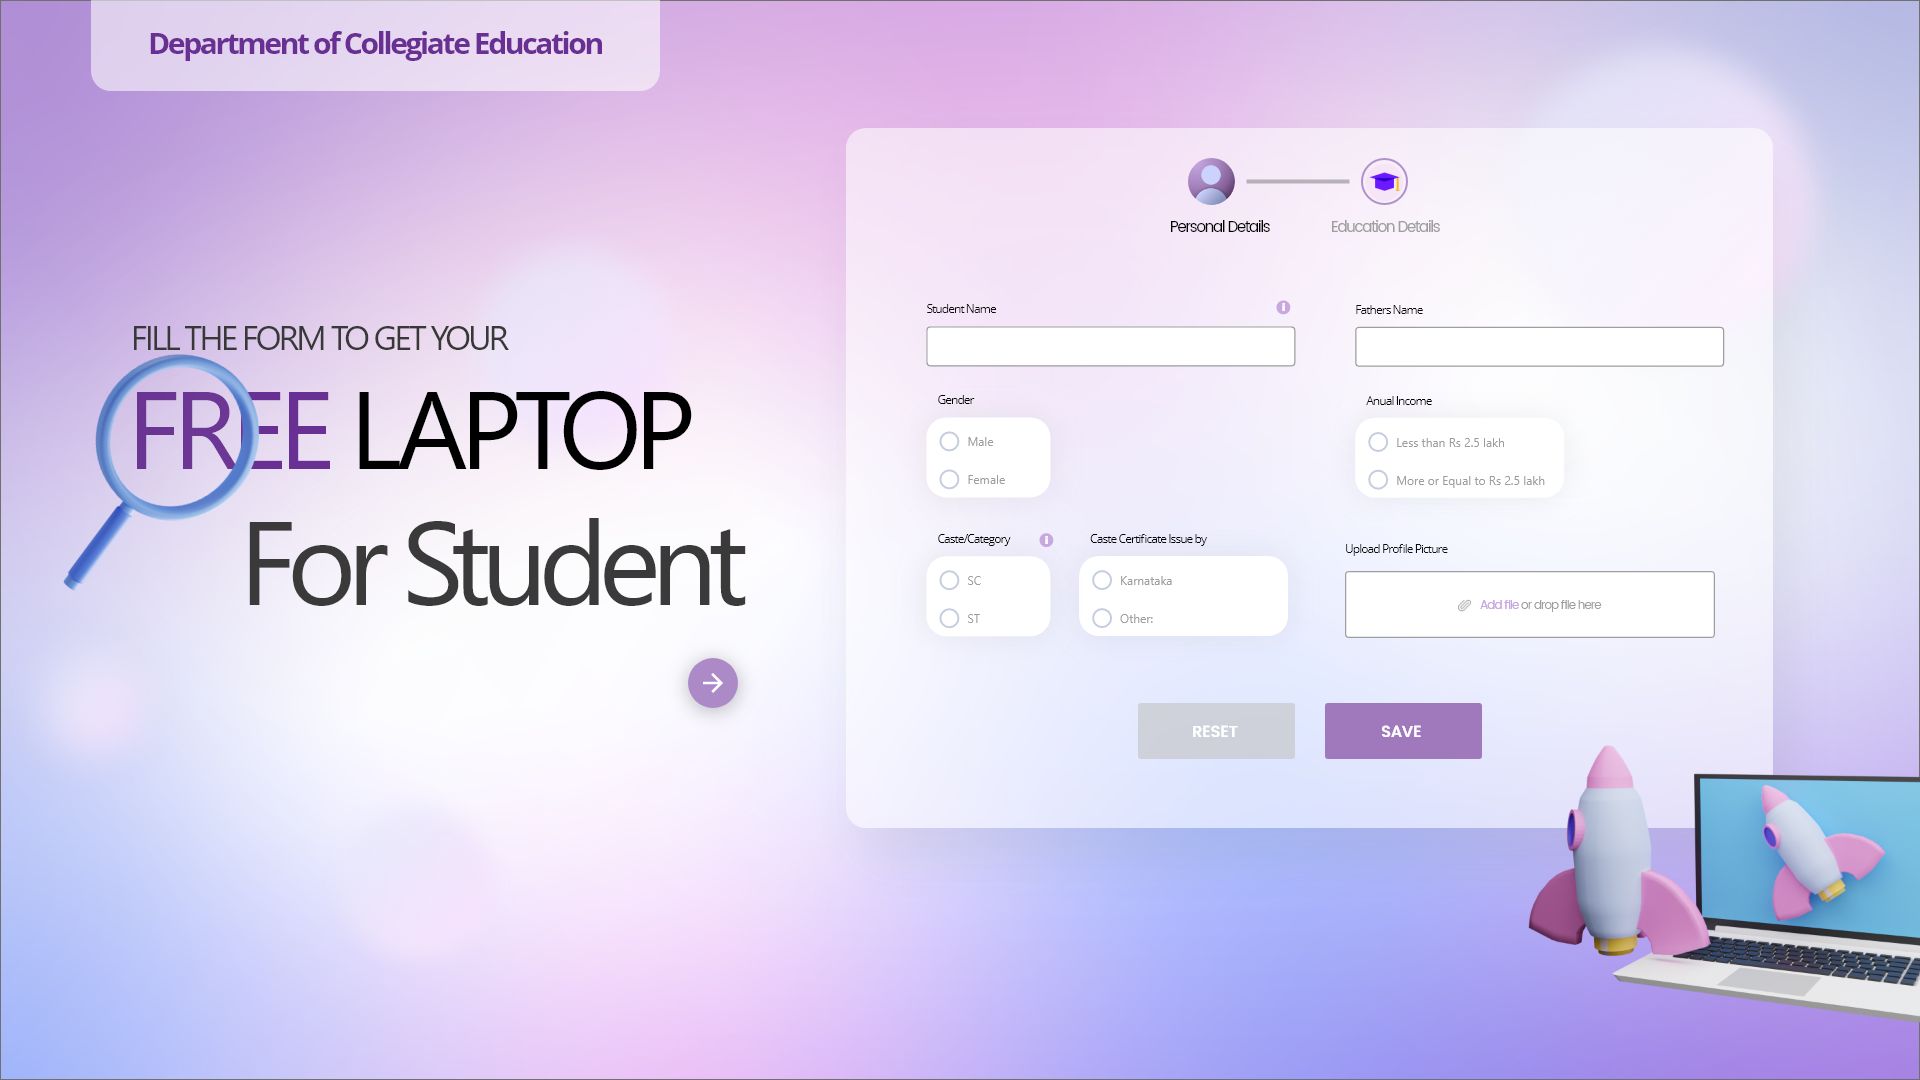 Department of Collegiate Education
FILL THE FORM TO GET YOUR
FREE LAPTOP
For Student
Personal Details
Education Details
Student Name
Fathers Name
Gender
Male
Female
Anual Income
Less than Rs 2.5 lakh
More or Equal to Rs 2.5 lakh
Caste/Category
SC
ST
Caste Certificate Issue by
Karnataka
Other:
Upload Profile Picture
Add file or drop file here
RESET
SAVE